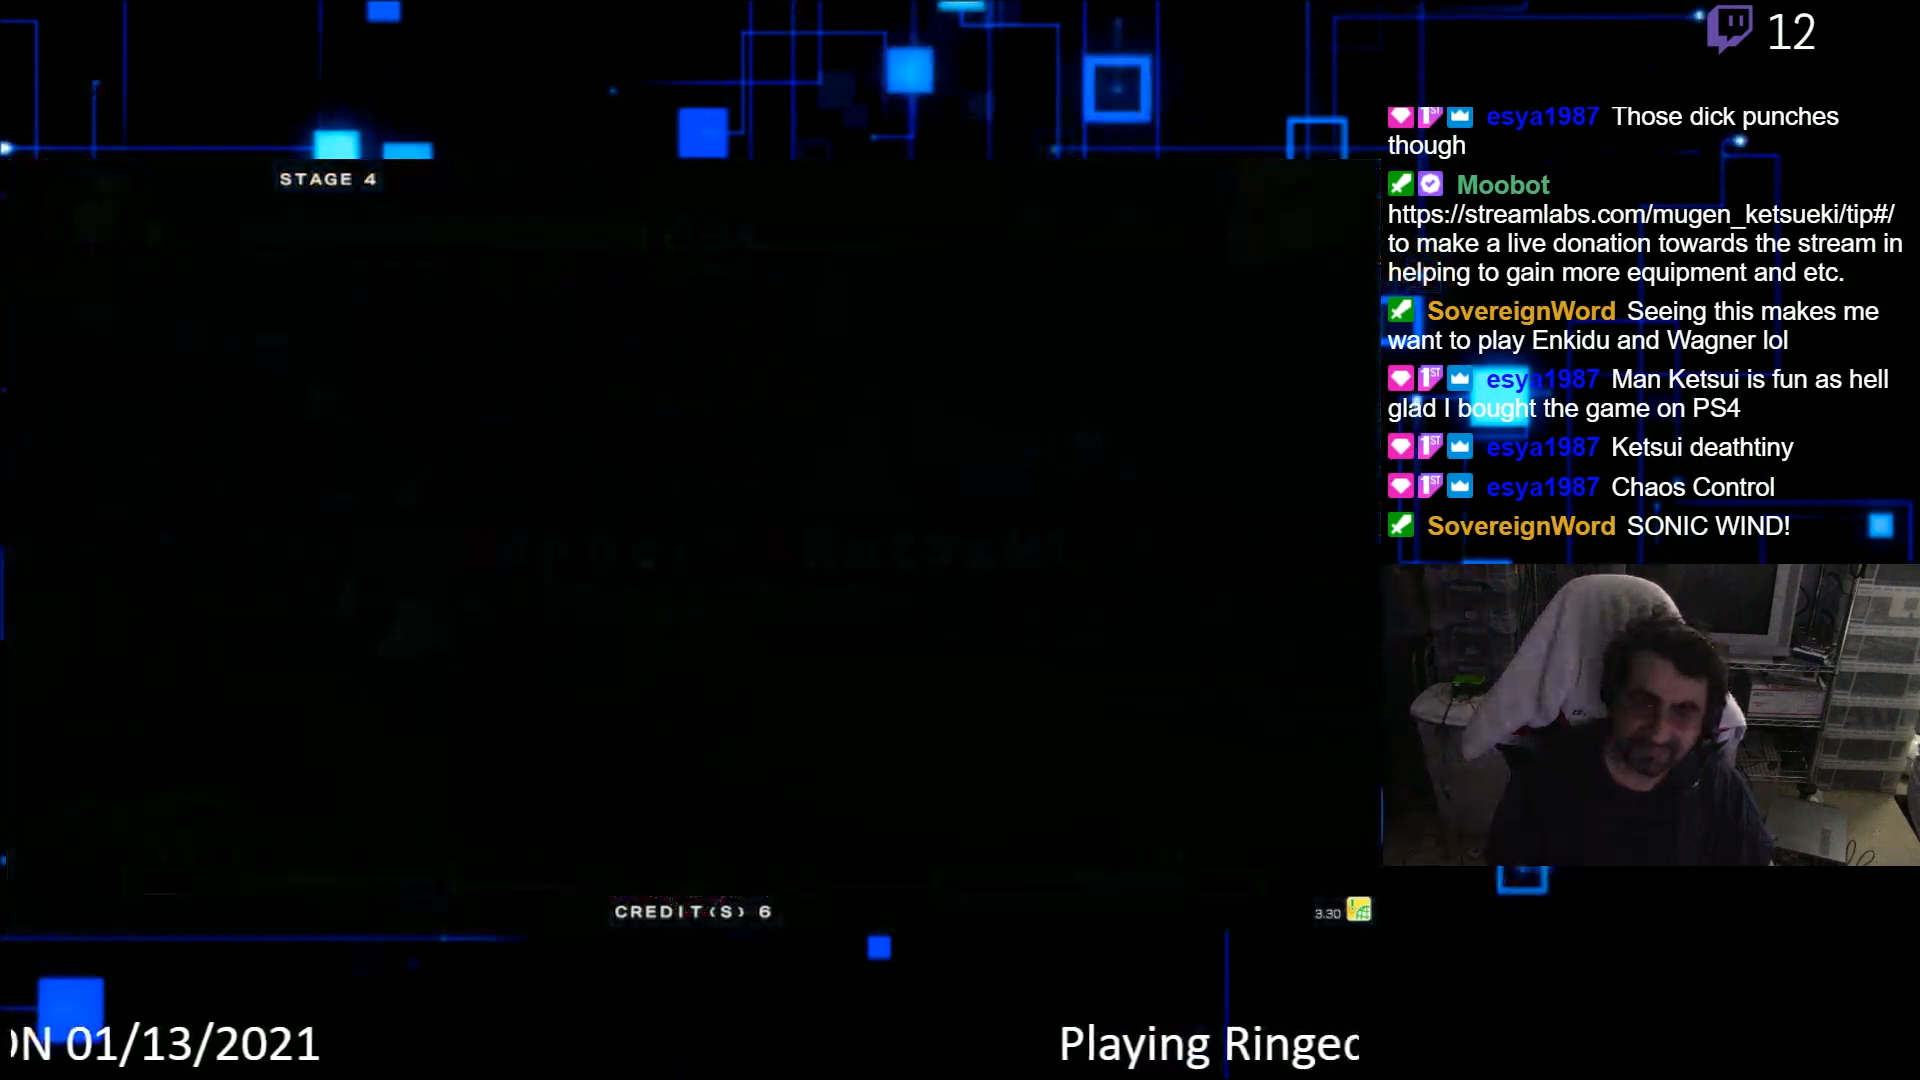 12
esya1987 Those dick punches
though
Moobot
https://streamlabs.com/mugen_ketsueki/tip#/
to make a live donation towards the stream in
helping to gain more equipment and etc.
SovereignWord Seeing this makes me
want to play Enkidu and Wagner lol
esya1987 Man Ketsui is fun as hell
glad I bought the game on PS4
esya1987 Ketsui deathtiny
esya1987 Chaos Control
SovereignWord SONIC WIND!
STAGE 4
CREDIT(S) 6
3.30
ON 01/13/2021
Playing Ringed